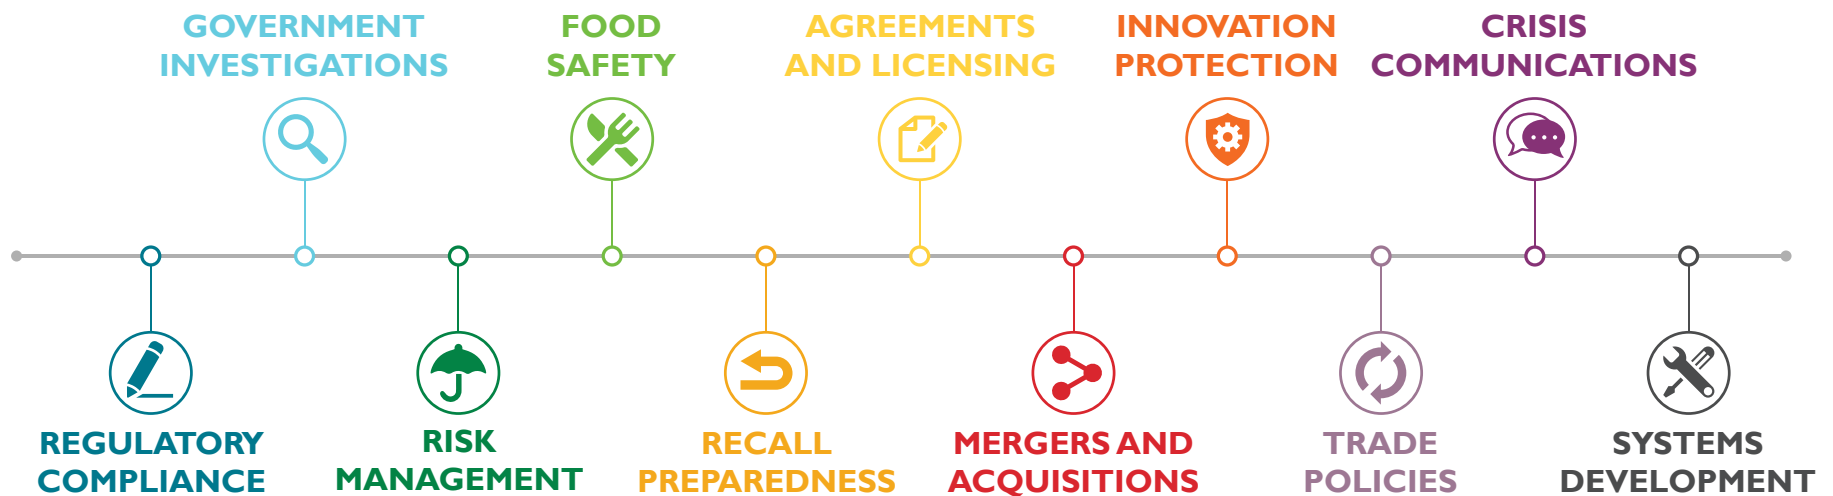 GOVERNMENT
INVESTIGATIONS
FOOD
SAFETY
AGREEMENTS
AND LICENSING
INNOVATION
PROTECTION
CRISIS
COMMUNICATIONS
REGULATORY
COMPLIANCE
RISK
MANAGEMENT
RECALL
PREPAREDNESS
MERGERS AND
ACQUISITIONS
TRADE
POLICIES
SYSTEMS
DEVELOPMENT